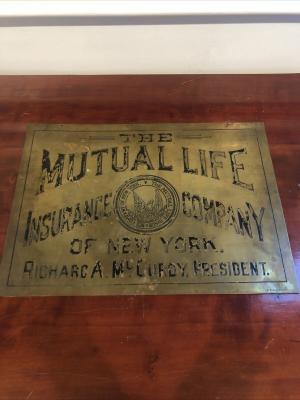 THE
MUTUAL LIFE
INSURANCE COMPANY
OF NEW YORK.
RICHARD A. McCURDY, PRESIDENT.